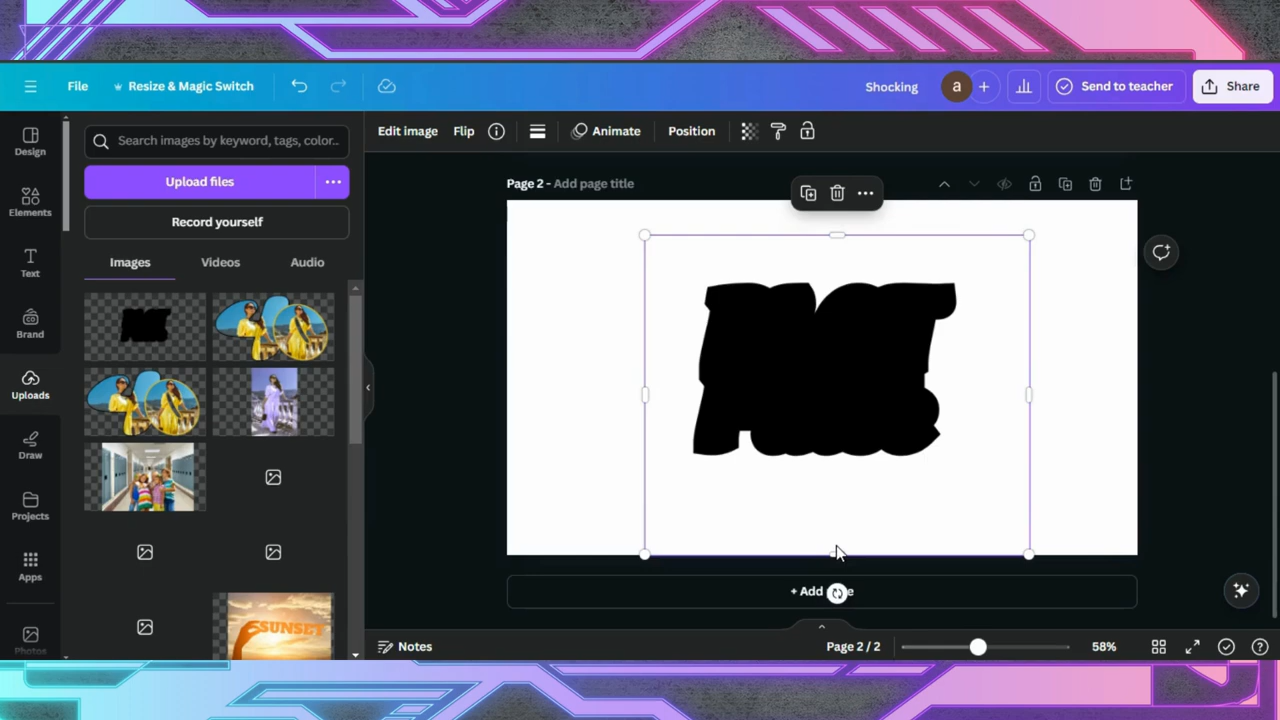 File
Resize & Magic Switch
Shocking
a
Send to teacher
Share
Design
Elements
Text
Brand
Uploads
Draw
Projects
Apps
Photos
Search images by keyword, tags, color...
Upload files
Record yourself
Images
Videos
Audio
SUNSET
Edit image
Flip
Animate
Position
Page 2 - Add page title
+ Add
Notes
Page 2 / 2
58%